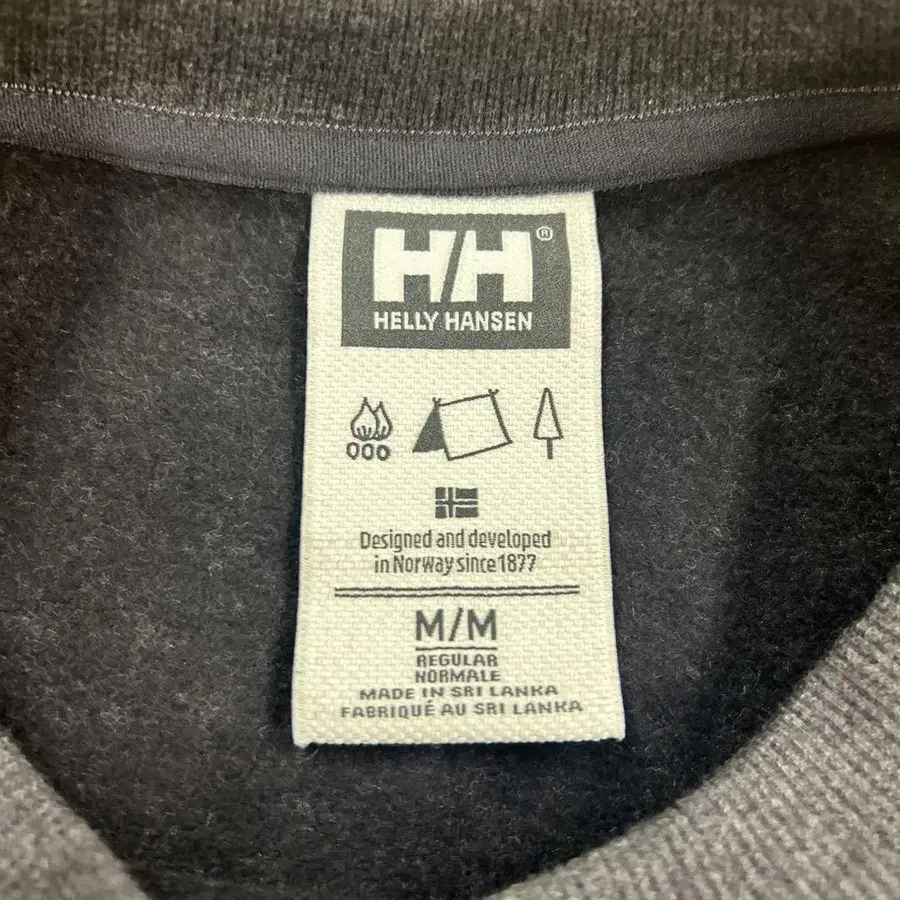 H/H®
HELLY HANSEN
Designed and developed
in Norway since 1877
M/M
REGULAR
NORMALE
MADE IN SRI LANKA
FABRIQUÉ AU SRI LANKA